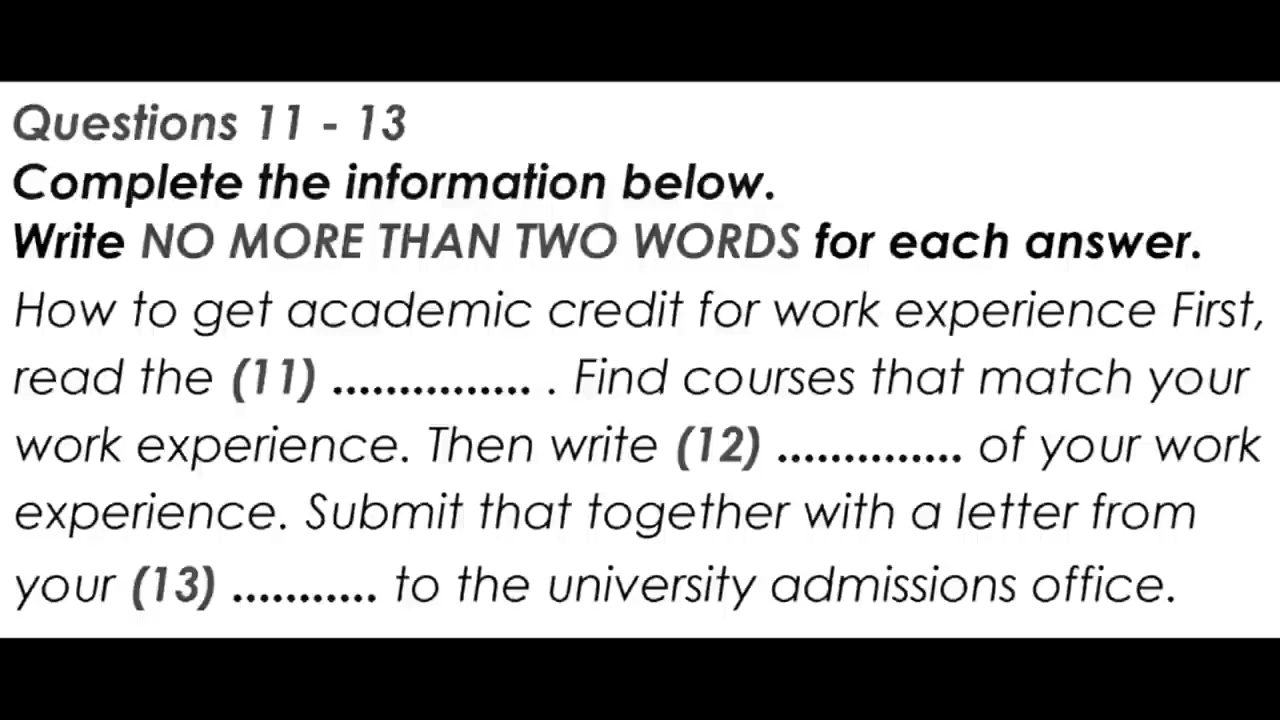 Questions 11 - 13
Complete the information below.
Write NO MORE THAN TWO WORDS for each answer.
How to get academic credit for work experience First,
read the (11) ............... . Find courses that match your
work experience. Then write (12) .............. of your work
experience. Submit that together with a letter from
your (13) ........... to the university admissions office.